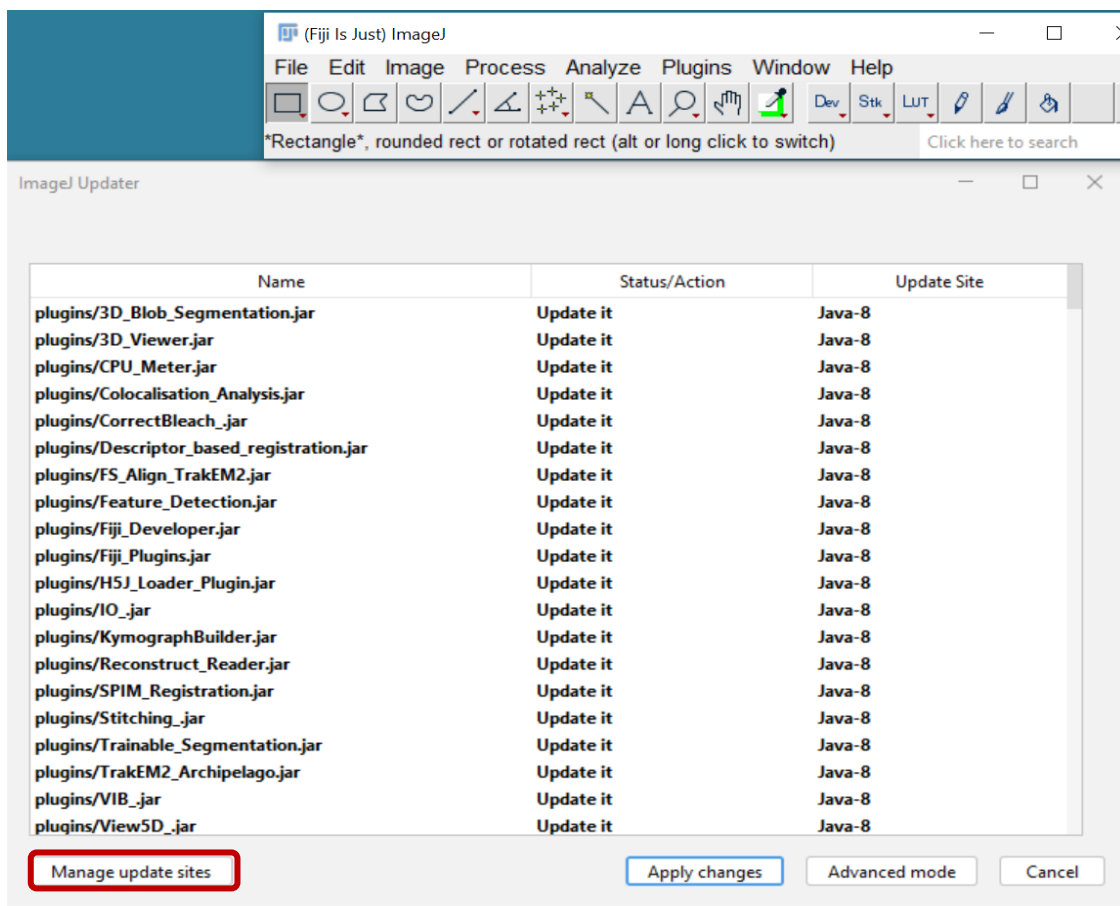 (Fiji Is Just) ImageJ
File Edit Image Process Analyze Plugins Window Help
Dev Stk LUT
*Rectangle*, rounded rect or rotated rect (alt or long click to switch) Click here to search
ImageJ Updater
Name Status/Action Update Site
plugins/3D_Blob_Segmentation.jar Update it Java-8
plugins/3D_Viewer.jar Update it Java-8
plugins/CPU_Meter.jar Update it Java-8
plugins/Colocalisation_Analysis.jar Update it Java-8
plugins/CorrectBleach_.jar Update it Java-8
plugins/Descriptor_based_registration.jar Update it Java-8
plugins/FS_Align_TrakEM2.jar Update it Java-8
plugins/Feature_Detection.jar Update it Java-8
plugins/Fiji_Developer.jar Update it Java-8
plugins/Fiji_Plugins.jar Update it Java-8
plugins/H5J_Loader_Plugin.jar Update it Java-8
plugins/IO_.jar Update it Java-8
plugins/KymographBuilder.jar Update it Java-8
plugins/Reconstruct_Reader.jar Update it Java-8
plugins/SPIM_Registration.jar Update it Java-8
plugins/Stitching_.jar Update it Java-8
plugins/Trainable_Segmentation.jar Update it Java-8
plugins/TrakEM2_Archipelago.jar Update it Java-8
plugins/VIB_.jar Update it Java-8
plugins/View5D_.jar Update it Java-8
Manage update sites Apply changes Advanced mode Cancel